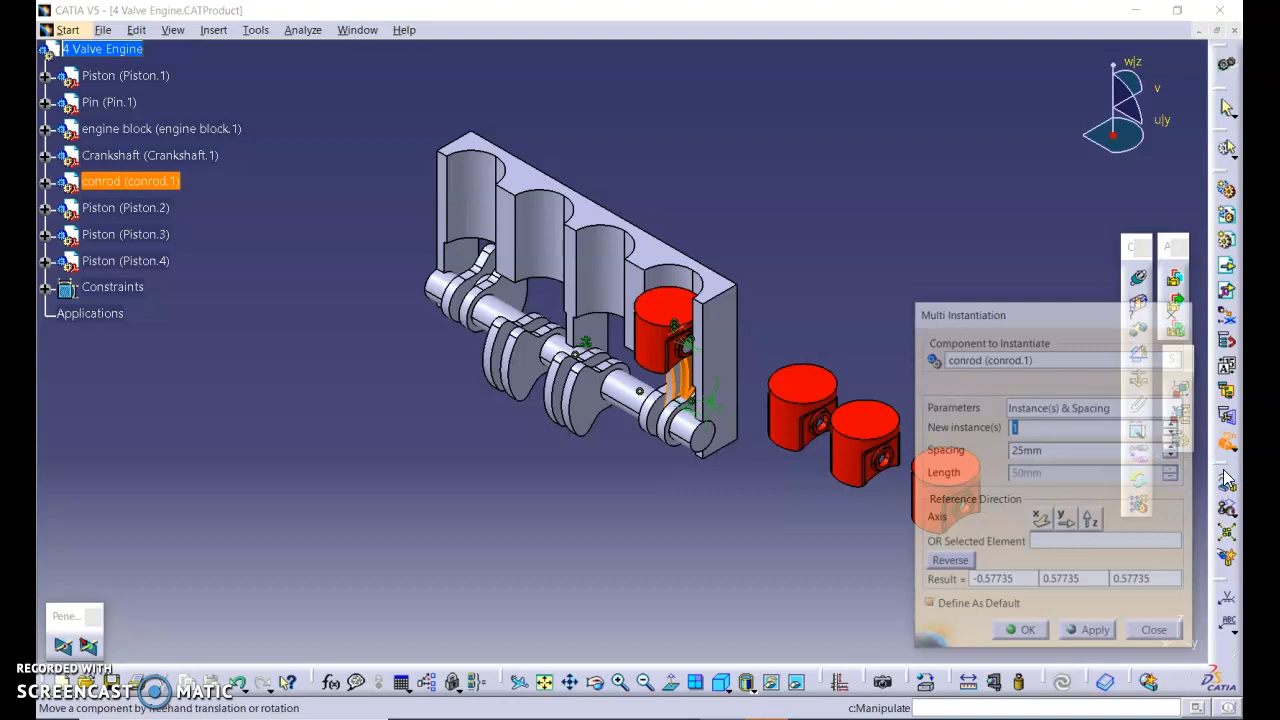 CATIA V5 - [4 Valve Engine.CATProduct]
Start File Edit View Insert Tools Analyze Window Help
4 Valve Engine
Piston (Piston.1)
Pin (Pin.1)
engine block (engine block.1)
Crankshaft (Crankshaft.1)
conrod (conrod.1)
Piston (Piston.2)
Piston (Piston.3)
Piston (Piston.4)
Constraints
Applications
w|z
v
u|y
C
A
S
Multi Instantiation
Component to Instantiate
conrod (conrod.1)
Parameters Instance(s) & Spacing
New instance(s) 1
Spacing 25mm
Length 50mm
Reference Direction
Axis x y z
OR Selected Element
Reverse
Result = -0.57735 0.57735 0.57735
Define As Default
OK Apply Close
Pene...
z
y
ABC
f(x)
CATIA
RECORDED WITH
SCREENCAST MATIC
Move a component by freehand translation or rotation
c:Manipulate